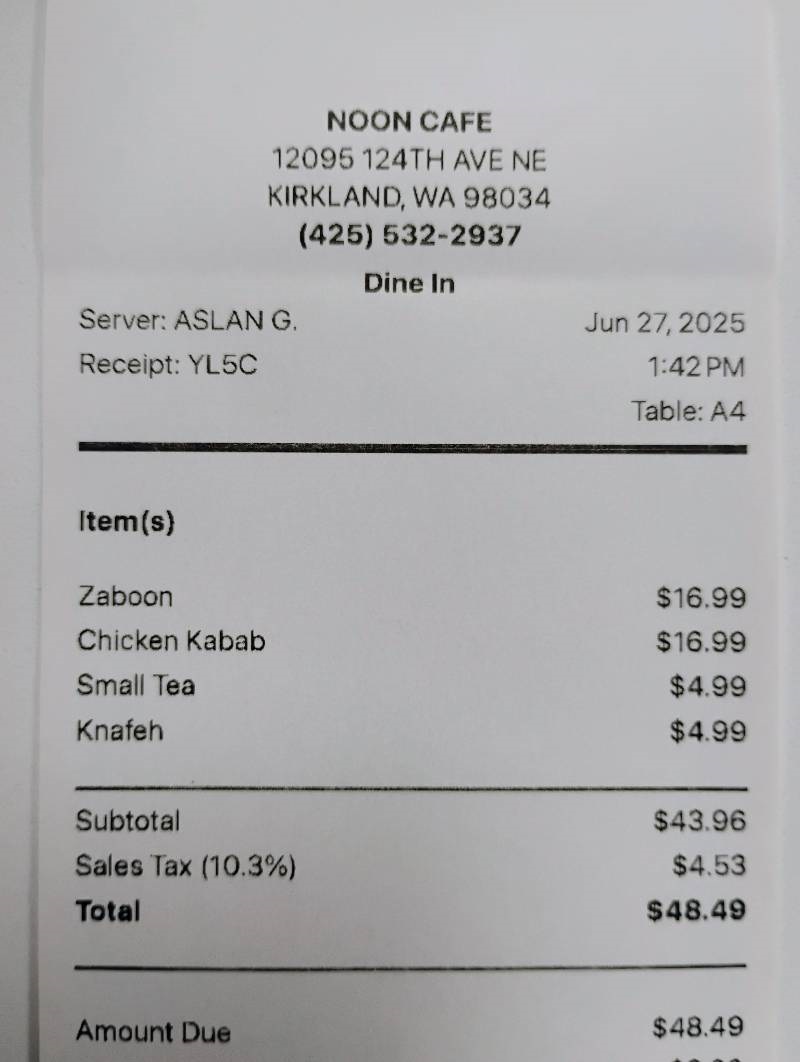 NOON CAFE
12095 124TH AVE NE
KIRKLAND, WA 98034
(425) 532-2937
Dine In
Server: ASLAN G. Jun 27, 2025
Receipt: YL5C 1:42 PM
Table: A4
Item(s)
Zaboon $16.99
Chicken Kabab $16.99
Small Tea $4.99
Knafeh $4.99
Subtotal $43.96
Sales Tax (10.3%) $4.53
Total $48.49
Amount Due $48.49